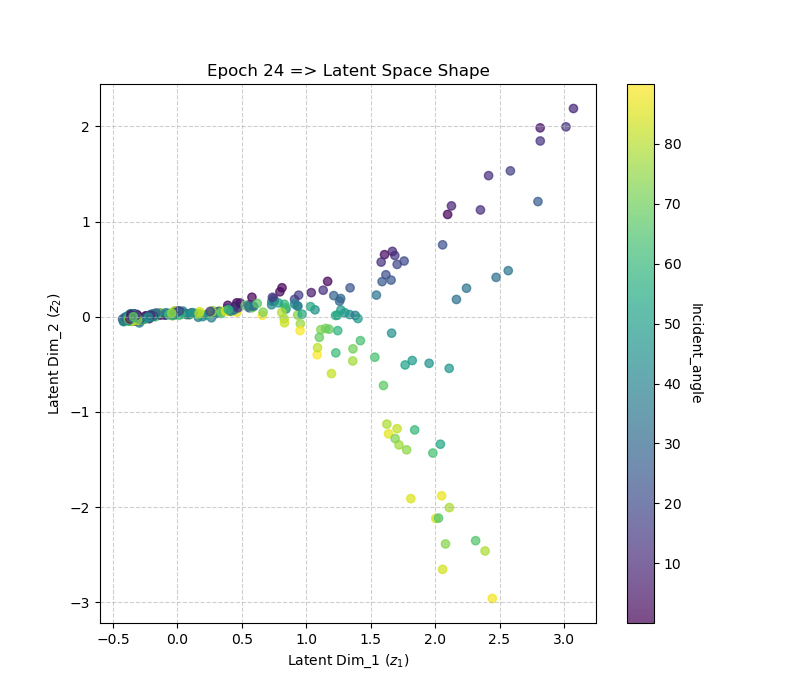 Epoch 24 => Latent Space Shape
2
1
0
−1
−2
−3
Latent Dim_2 (z₂)
−0.5 0.0 0.5 1.0 1.5 2.0 2.5 3.0
Latent Dim_1 (z₁)
80
70
60
50
40
30
20
10
Incident_angle